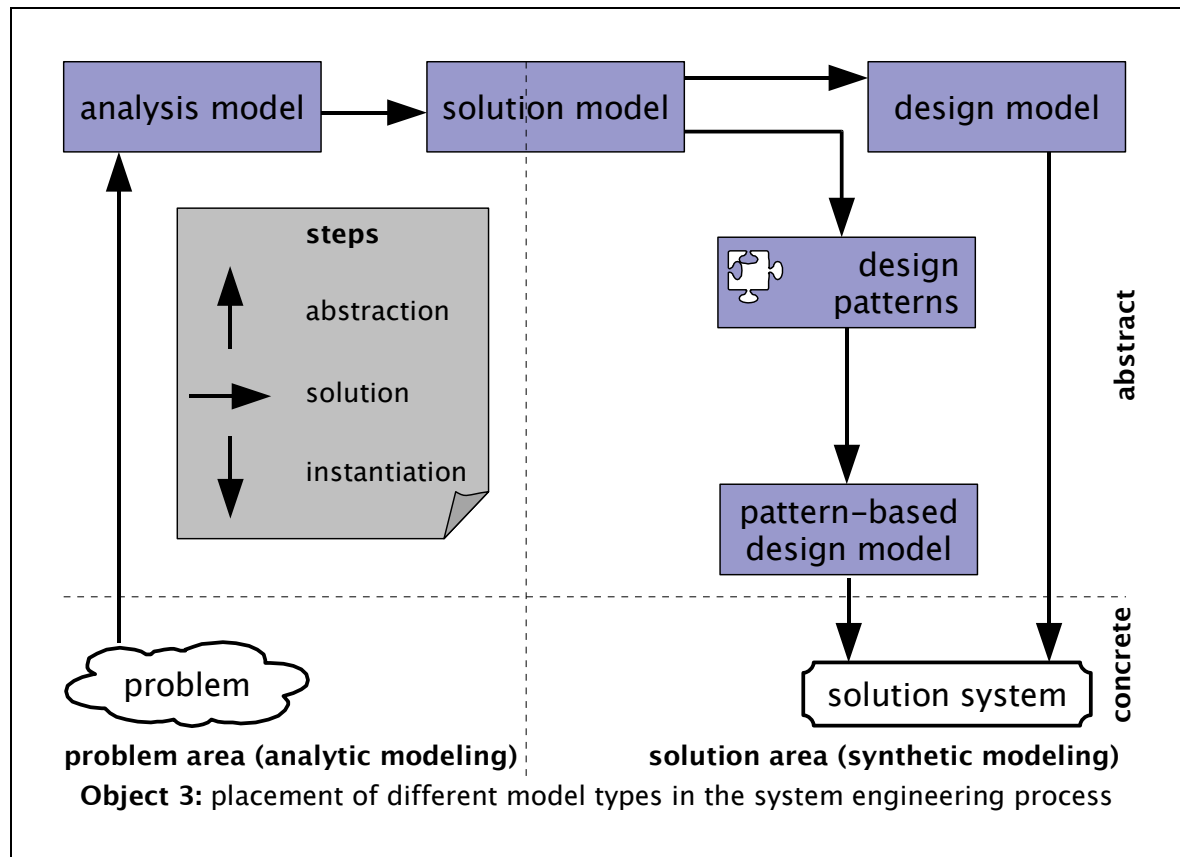 analysis model
solution model
design model
steps
abstraction
solution
instantiation
design
patterns
pattern-based
design model
abstract
concrete
problem
solution system
problem area (analytic modeling)
solution area (synthetic modeling)
Object 3: placement of different model types in the system engineering process